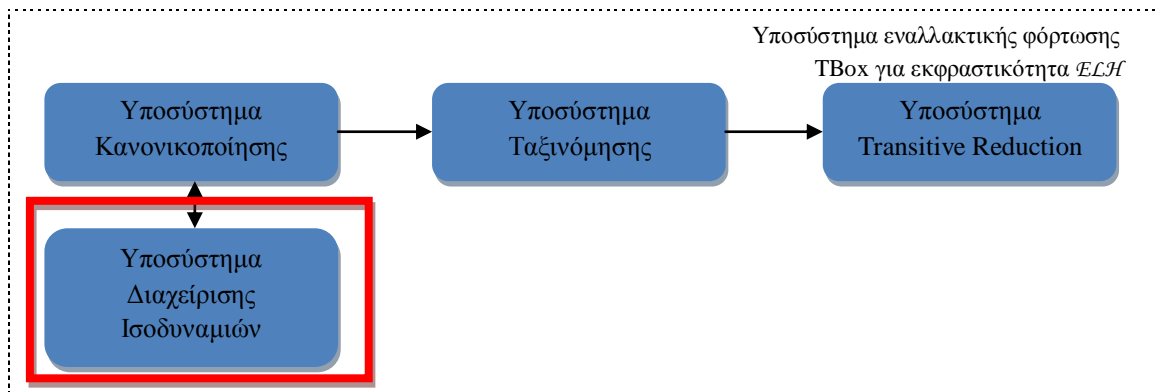 Υποσύστημα εναλλακτικής φόρτωσης
TBox για εκφραστικότητα ℰℒℋ
Υποσύστημα
Κανονικοποίησης
Υποσύστημα
Ταξινόμησης
Υποσύστημα
Transitive Reduction
Υποσύστημα
Διαχείρισης
Ισοδυναμιών